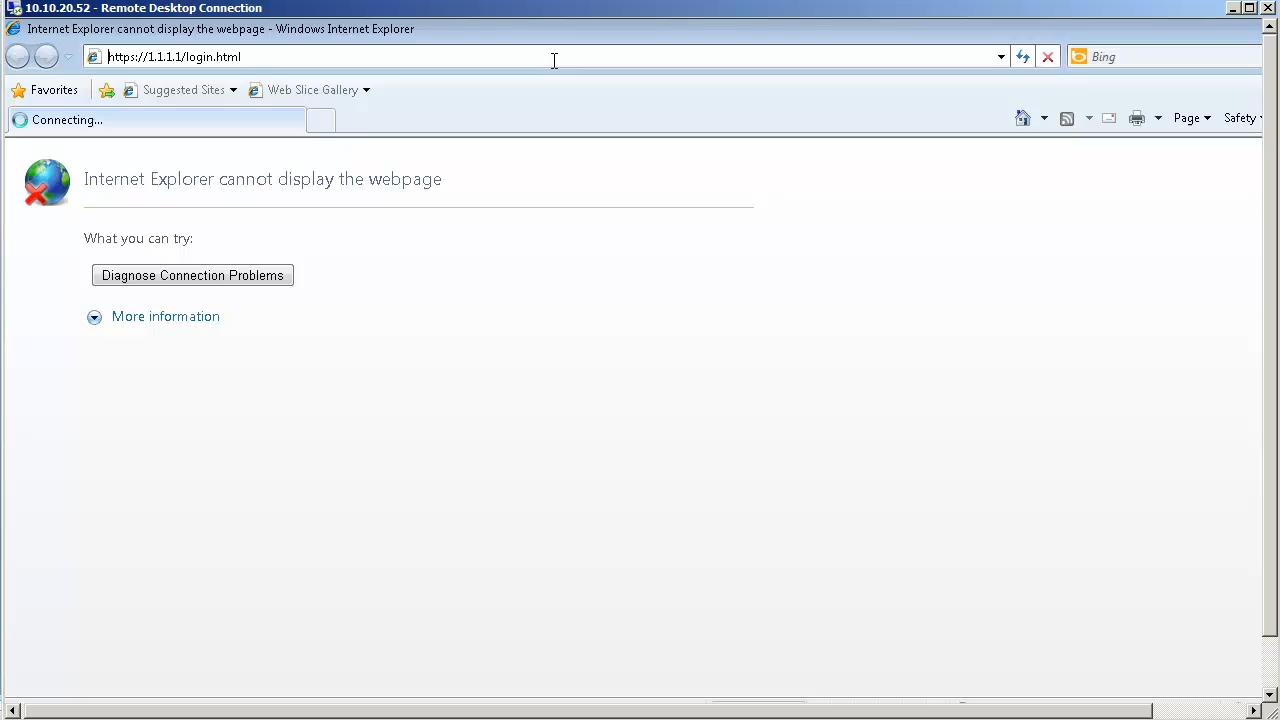 10.10.20.52 - Remote Desktop Connection
Internet Explorer cannot display the webpage - Windows Internet Explorer
https://1.1.1.1/login.html
Bing
Favorites
Suggested Sites
Web Slice Gallery
Connecting...
Page
Safety
Internet Explorer cannot display the webpage
What you can try:
Diagnose Connection Problems
More information